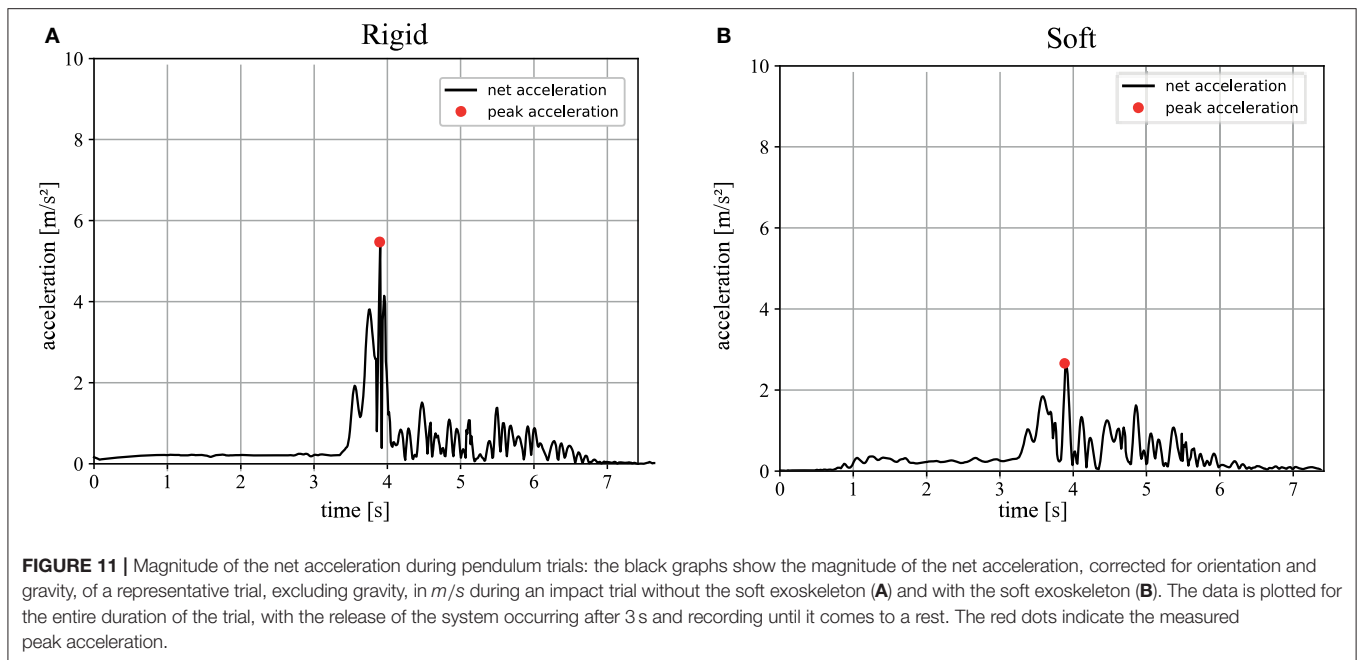 A
Rigid
10
8
6
4
2
0
acceleration [m/s²]
net acceleration
peak acceleration
0 1 2 3 4 5 6 7
time [s]
B
Soft
10
8
6
4
2
0
acceleration [m/s²]
net acceleration
peak acceleration
0 1 2 3 4 5 6 7
time [s]
FIGURE 11 | Magnitude of the net acceleration during pendulum trials: the black graphs show the magnitude of the net acceleration, corrected for orientation and
gravity, of a representative trial, excluding gravity, in m/s during an impact trial without the soft exoskeleton (A) and with the soft exoskeleton (B). The data is plotted for
the entire duration of the trial, with the release of the system occurring after 3 s and recording until it comes to a rest. The red dots indicate the measured
peak acceleration.